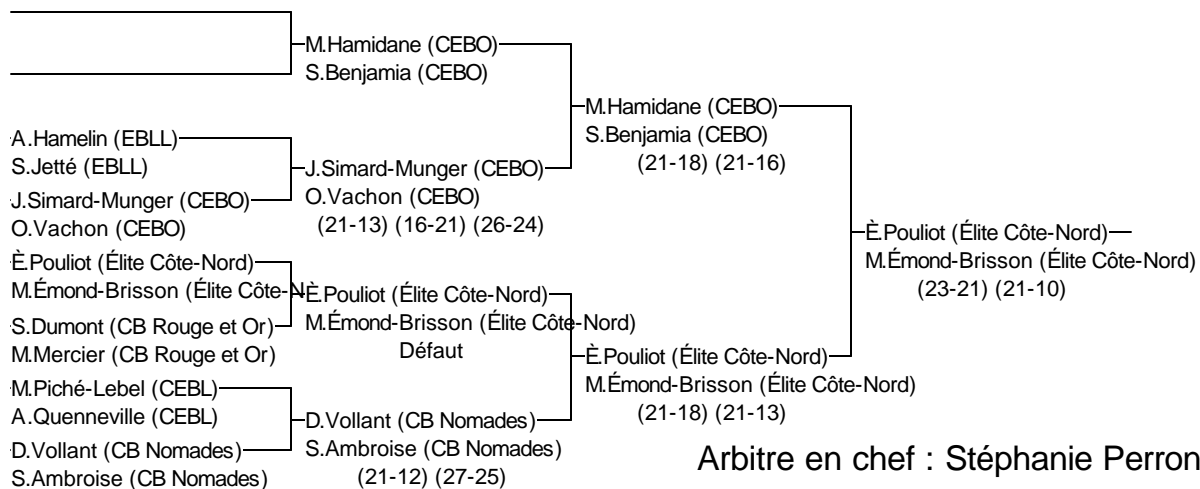 M.Hamidane (CEBO)
S.Benjamia (CEBO)
A.Hamelin (EBLL)
S.Jetté (EBLL)
J.Simard-Munger (CEBO)
O.Vachon (CEBO)
È.Pouliot (Élite Côte-Nord)
M.Émond-Brisson (Élite Côte-N
S.Dumont (CB Rouge et Or)
M.Mercier (CB Rouge et Or)
M.Piché-Lebel (CEBL)
A.Quenneville (CEBL)
D.Vollant (CB Nomades)
S.Ambroise (CB Nomades)
J.Simard-Munger (CEBO)
O.Vachon (CEBO)
(21-13) (16-21) (26-24)
È.Pouliot (Élite Côte-Nord)
M.Émond-Brisson (Élite Côte-Nord)
Défaut
D.Vollant (CB Nomades)
S.Ambroise (CB Nomades)
(21-12) (27-25)
M.Hamidane (CEBO)
S.Benjamia (CEBO)
(21-18) (21-16)
È.Pouliot (Élite Côte-Nord)
M.Émond-Brisson (Élite Côte-Nord)
(21-18) (21-13)
È.Pouliot (Élite Côte-Nord)
M.Émond-Brisson (Élite Côte-Nord)
(23-21) (21-10)
Arbitre en chef : Stéphanie Perron